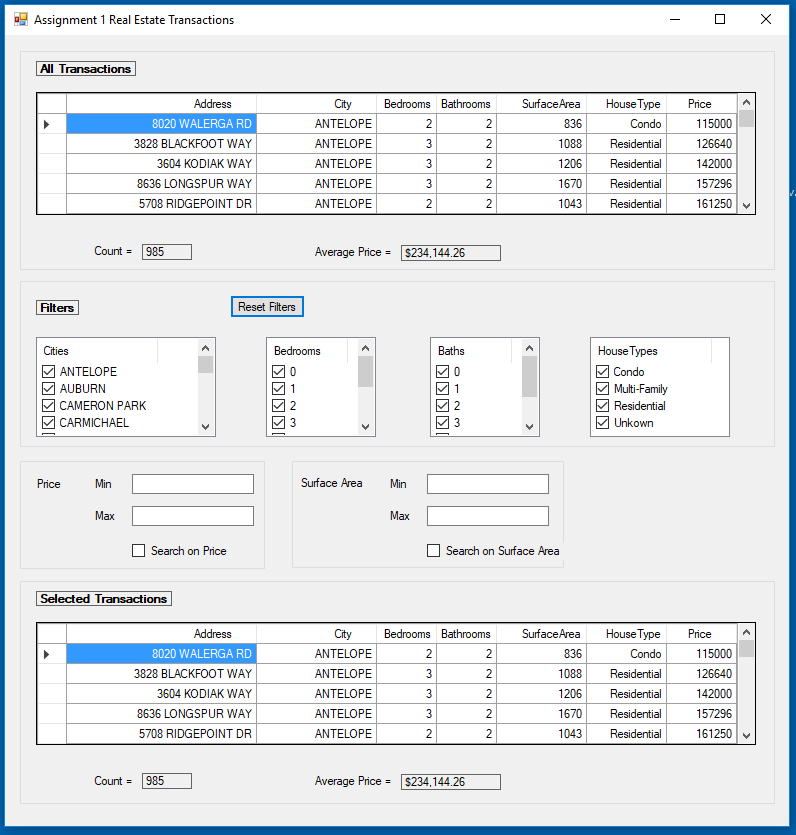 Assignment 1 Real Estate Transactions
All Transactions
Address City Bedrooms Bathrooms SurfaceArea HouseType Price
8020 WALERGA RD ANTELOPE 2 2 836 Condo 115000
3828 BLACKFOOT WAY ANTELOPE 3 2 1088 Residential 126640
3604 KODIAK WAY ANTELOPE 3 2 1206 Residential 142000
8636 LONGSPUR WAY ANTELOPE 3 2 1670 Residential 157296
5708 RIDGEPOINT DR ANTELOPE 2 2 1043 Residential 161250
Count = 985 Average Price = $234,144.26
Filters Reset Filters
Cities Bedrooms Baths HouseTypes
ANTELOPE 0 0 Condo
AUBURN 1 1 Multi-Family
CAMERON PARK 2 2 Residential
CARMICHAEL 3 3 Unkown
Price Min Surface Area Min
Max Max
Search on Price Search on Surface Area
Selected Transactions
Address City Bedrooms Bathrooms SurfaceArea HouseType Price
8020 WALERGA RD ANTELOPE 2 2 836 Condo 115000
3828 BLACKFOOT WAY ANTELOPE 3 2 1088 Residential 126640
3604 KODIAK WAY ANTELOPE 3 2 1206 Residential 142000
8636 LONGSPUR WAY ANTELOPE 3 2 1670 Residential 157296
5708 RIDGEPOINT DR ANTELOPE 2 2 1043 Residential 161250
Count = 985 Average Price = $234,144.26